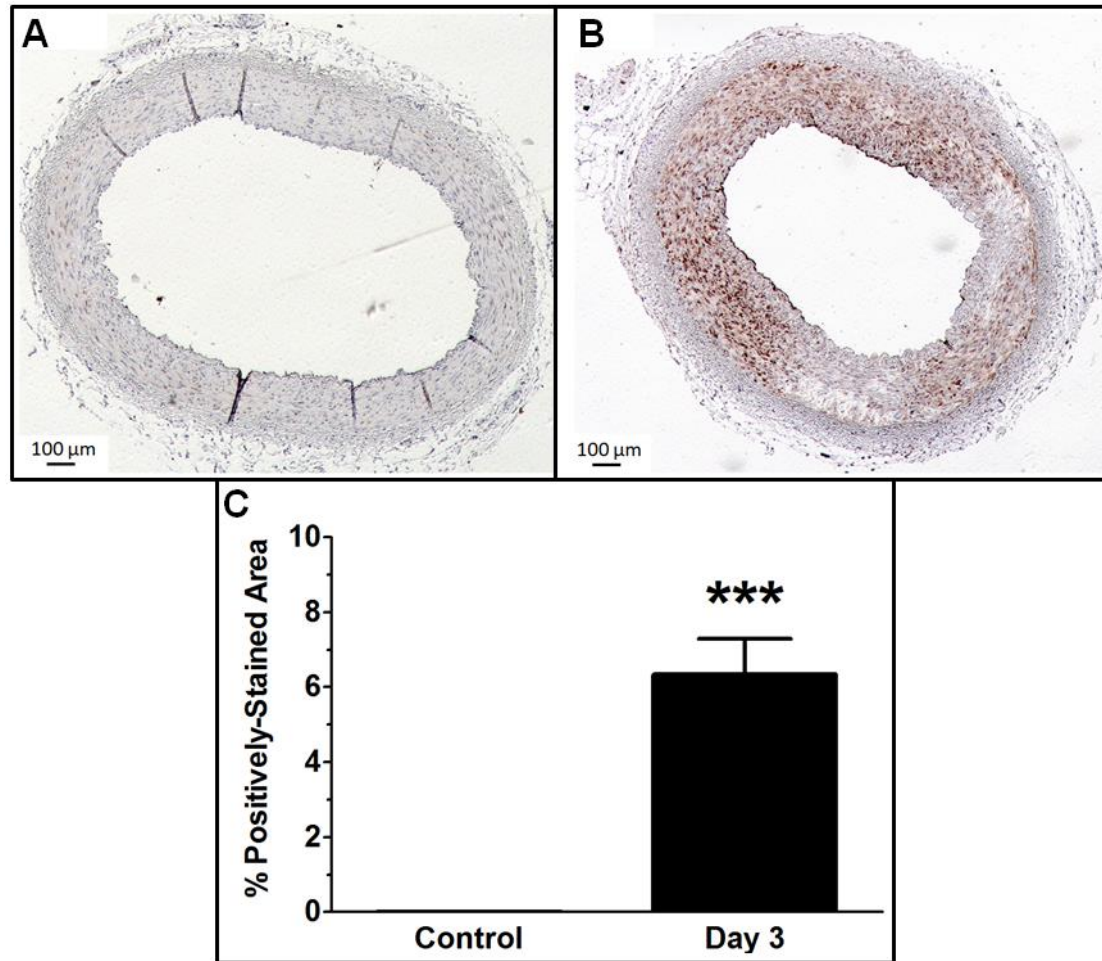 A
B
100 µm
100 µm
C
% Positively-Stained Area
10
8
6
4
2
0
***
Control
Day 3